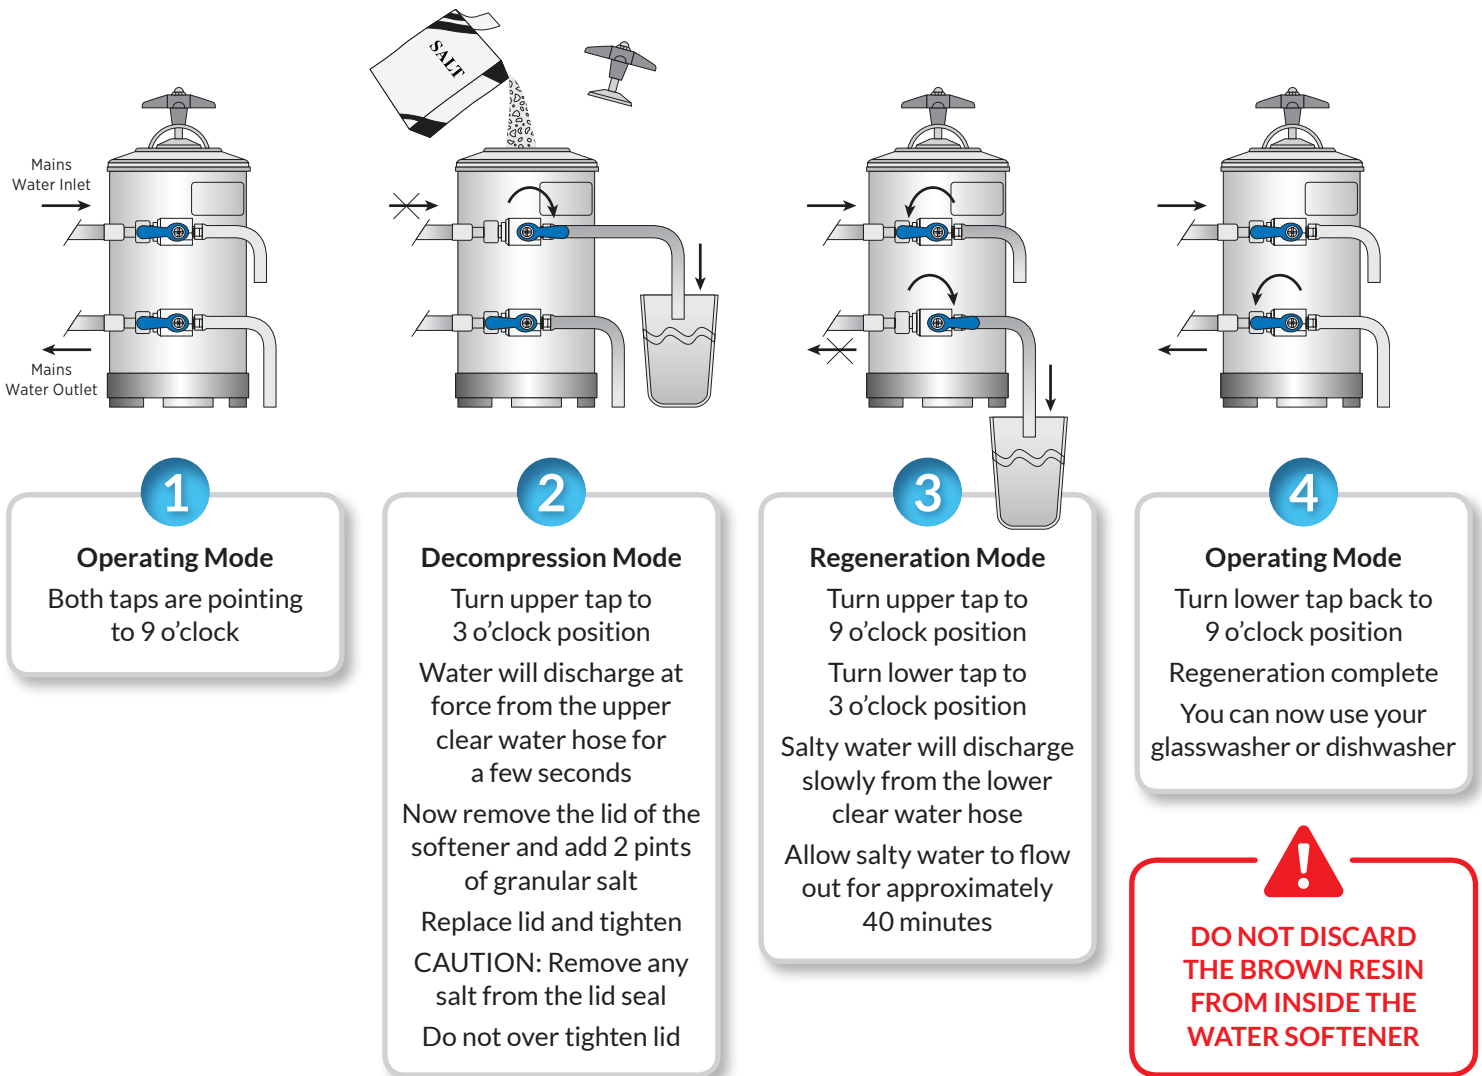 SALT
Mains
Water Inlet
Mains
Water Outlet
1
Operating Mode
Both taps are pointing
to 9 o’clock
2
Decompression Mode
Turn upper tap to
3 o’clock position
Water will discharge at
force from the upper
clear water hose for
a few seconds
Now remove the lid of the
softener and add 2 pints
of granular salt
Replace lid and tighten
CAUTION: Remove any
salt from the lid seal
Do not over tighten lid
3
Regeneration Mode
Turn upper tap to
9 o’clock position
Turn lower tap to
3 o’clock position
Salty water will discharge
slowly from the lower
clear water hose
Allow salty water to flow
out for approximately
40 minutes
4
Operating Mode
Turn lower tap back to
9 o’clock position
Regeneration complete
You can now use your
glasswasher or dishwasher
!
DO NOT DISCARD
THE BROWN RESIN
FROM INSIDE THE
WATER SOFTENER